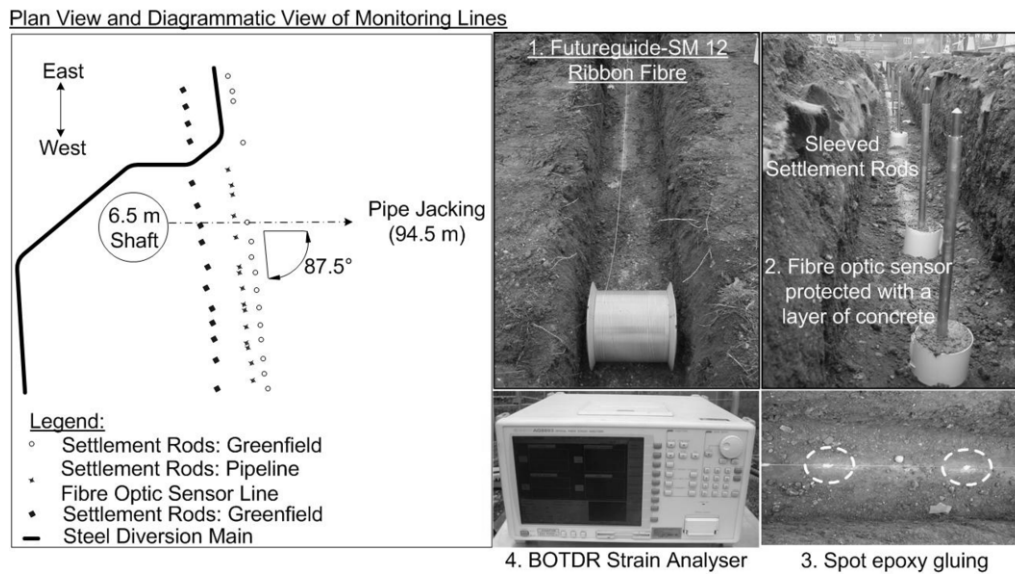 Plan View and Diagrammatic View of Monitoring Lines
East
West
6.5 m
Shaft
Pipe Jacking
(94.5 m)
87.5°
Legend:
Settlement Rods: Greenfield
Settlement Rods: Pipeline
Fibre Optic Sensor Line
Settlement Rods: Greenfield
Steel Diversion Main
1. Futureguide-SM 12
Ribbon Fibre
Sleeved
Settlement Rods
2. Fibre optic sensor
protected with a
layer of concrete
4. BOTDR Strain Analyser
3. Spot epoxy gluing